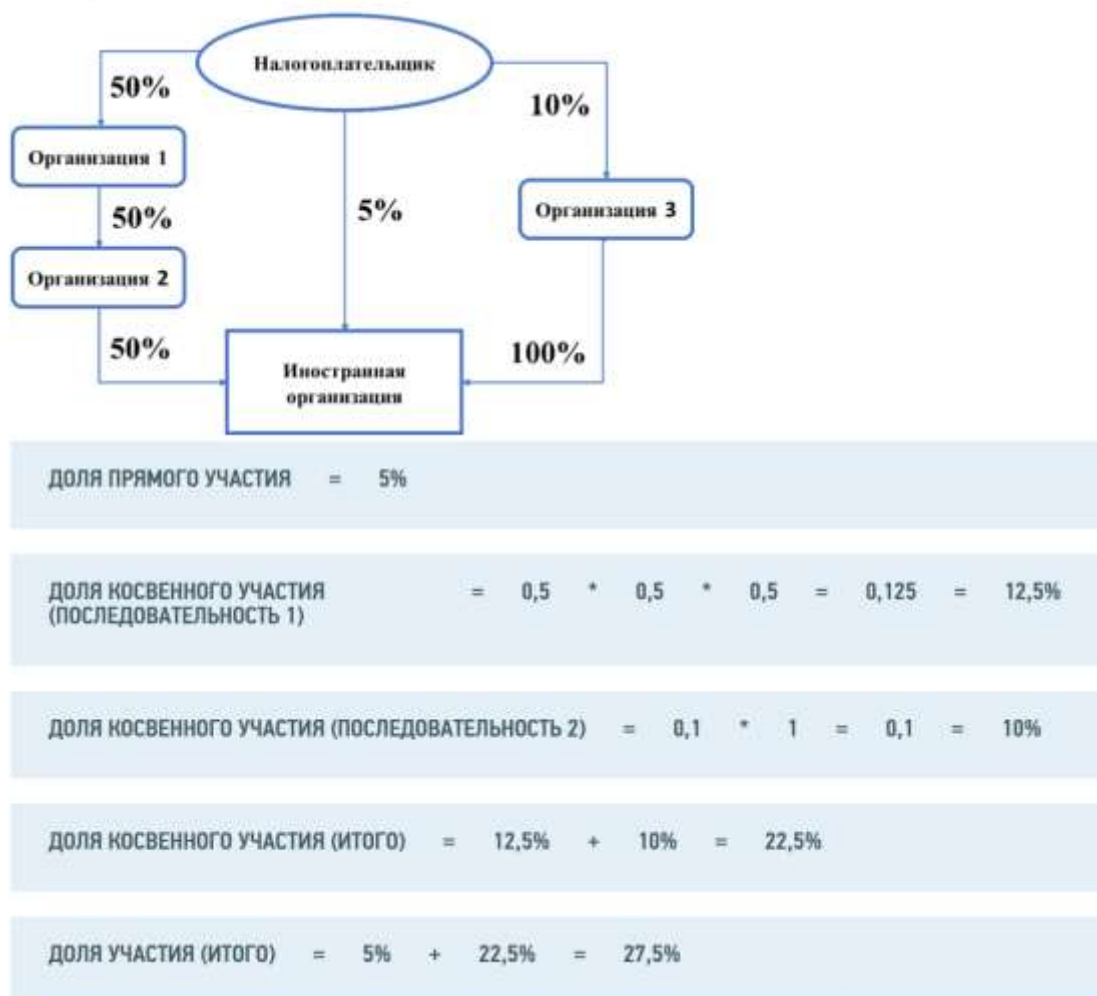 Налогоплательщик
50%
10%
Организация 1
5%
Организация 3
50%
Организация 2
50%
100%
Иностранная
организация
ДОЛЯ ПРЯМОГО УЧАСТИЯ = 5%
ДОЛЯ КОСВЕННОГО УЧАСТИЯ = 0,5 * 0,5 * 0,5 = 0,125 = 12,5%
(ПОСЛЕДОВАТЕЛЬНОСТЬ 1)
ДОЛЯ КОСВЕННОГО УЧАСТИЯ (ПОСЛЕДОВАТЕЛЬНОСТЬ 2) = 0,1 * 1 = 0,1 = 10%
ДОЛЯ КОСВЕННОГО УЧАСТИЯ (ИТОГО) = 12,5% + 10% = 22,5%
ДОЛЯ УЧАСТИЯ (ИТОГО) = 5% + 22,5% = 27,5%